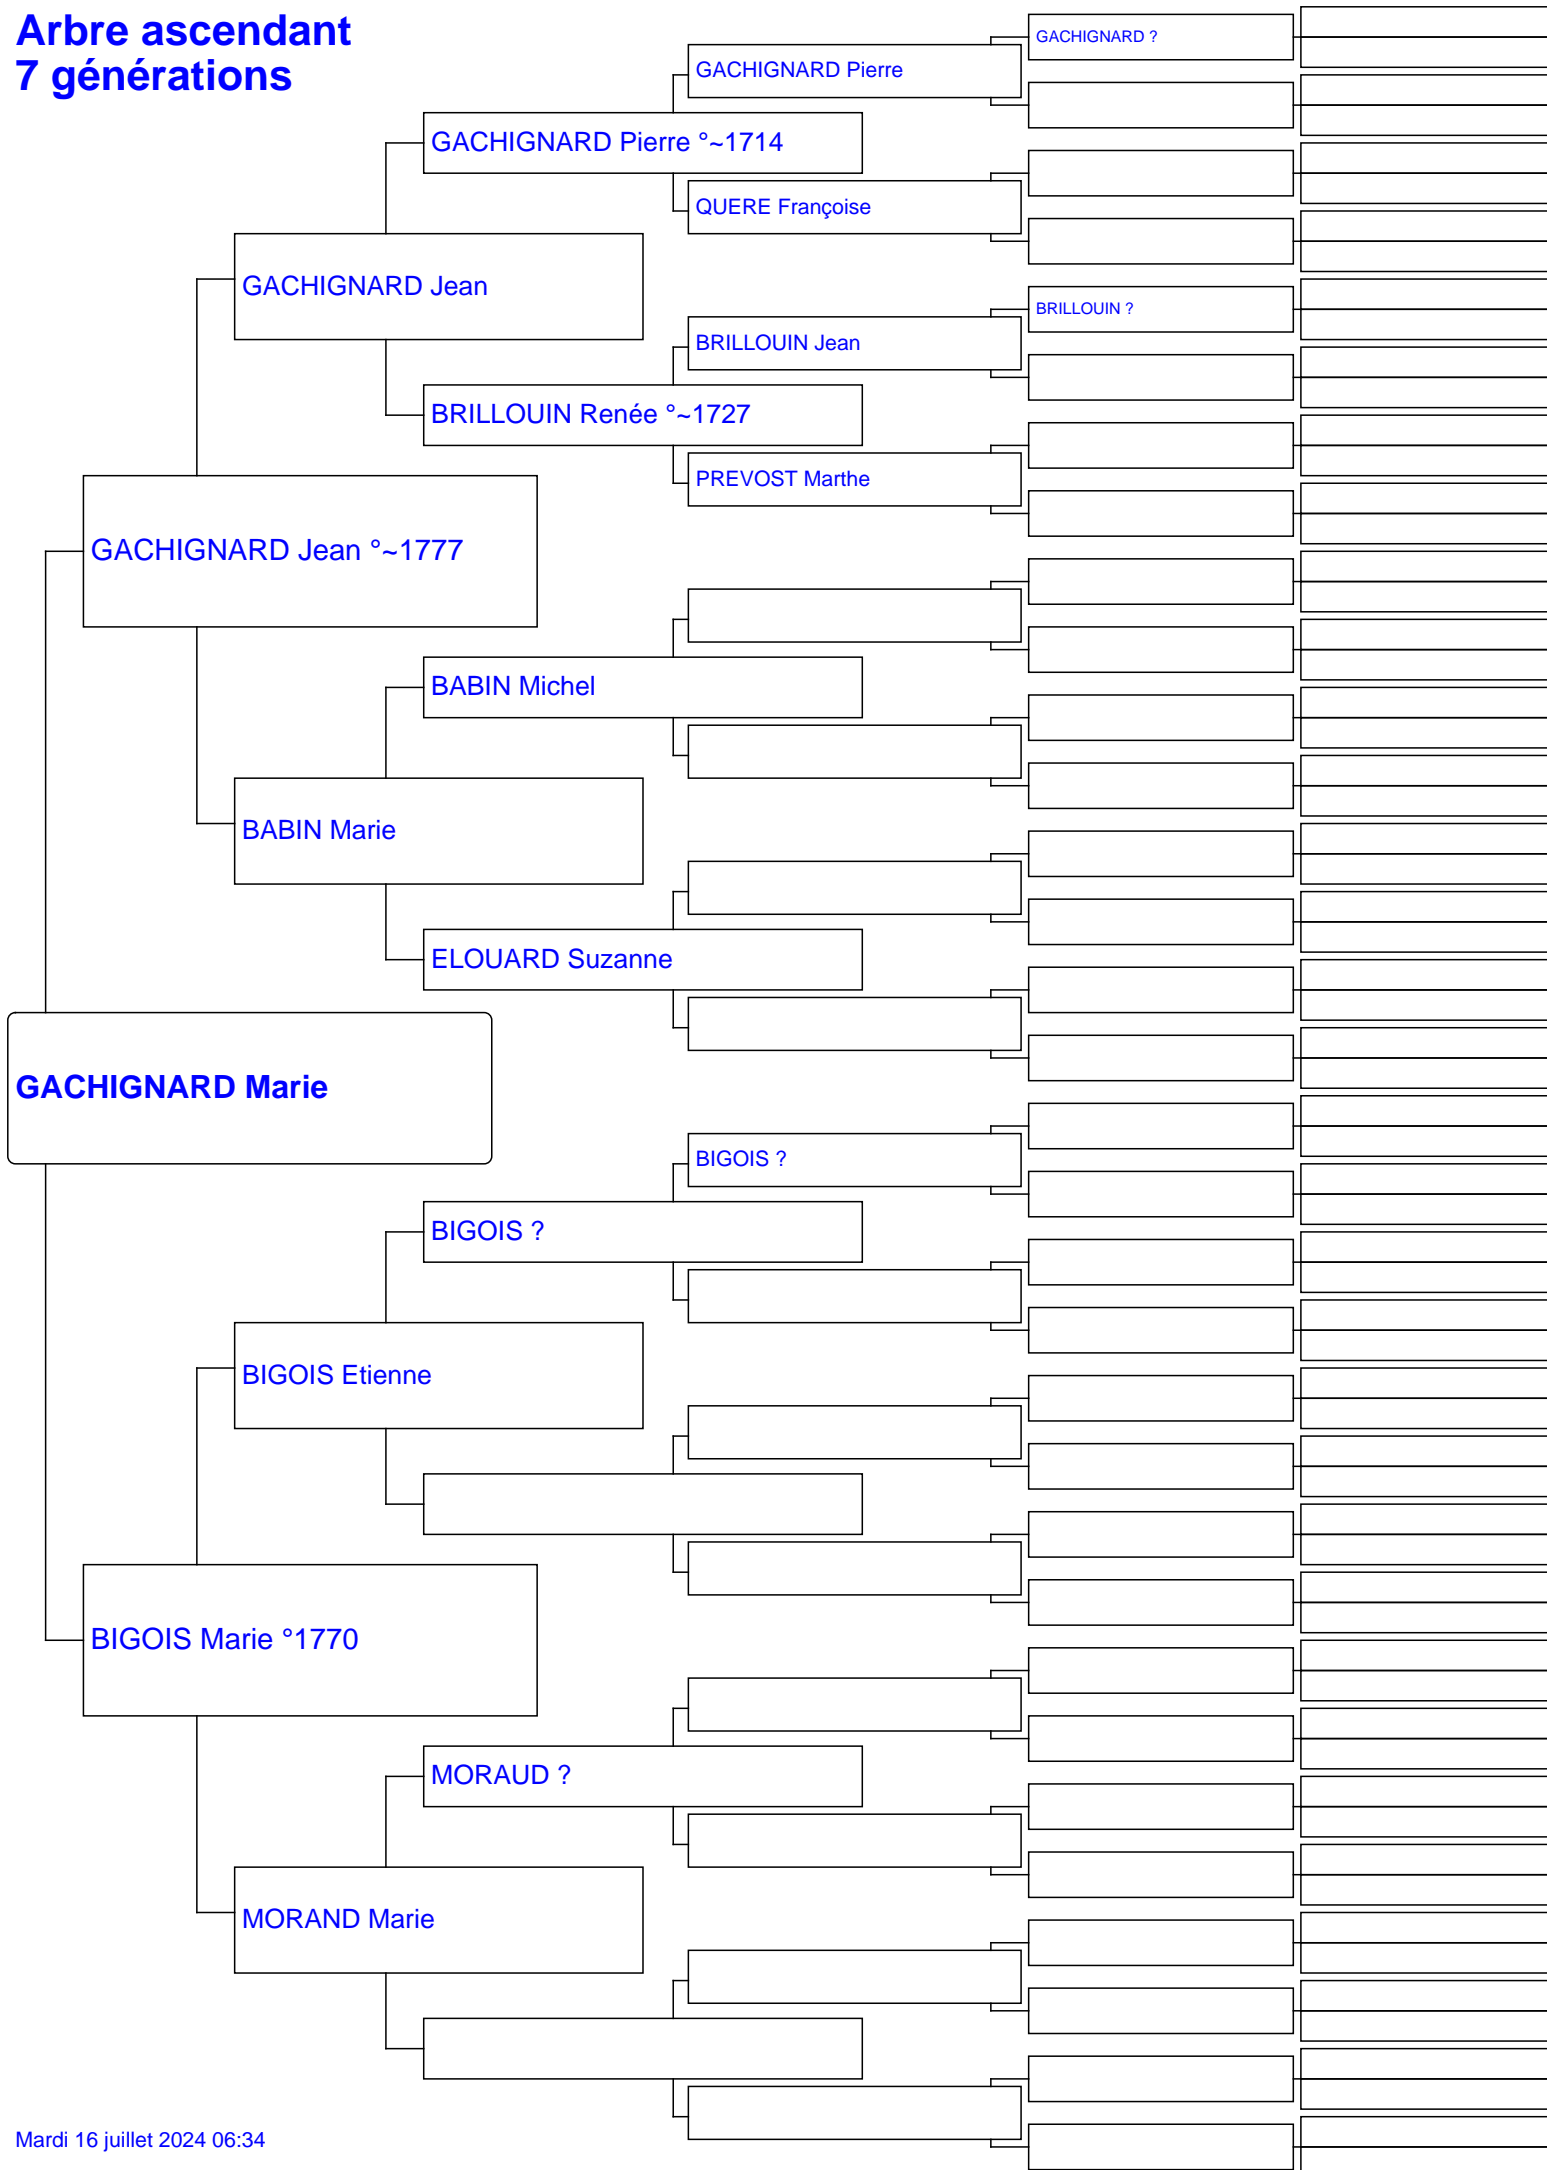 Arbre ascendant
7 générations
GACHIGNARD ?
GACHIGNARD Pierre
GACHIGNARD Pierre °~1714
QUERE Françoise
GACHIGNARD Jean
BRILLOUIN ?
BRILLOUIN Jean
BRILLOUIN Renée °~1727
PREVOST Marthe
GACHIGNARD Jean °~1777
BABIN Michel
BABIN Marie
ELOUARD Suzanne
GACHIGNARD Marie
BIGOIS ?
BIGOIS ?
BIGOIS Etienne
BIGOIS Marie °1770
MORAUD ?
MORAND Marie
Mardi 16 juillet 2024 06:34